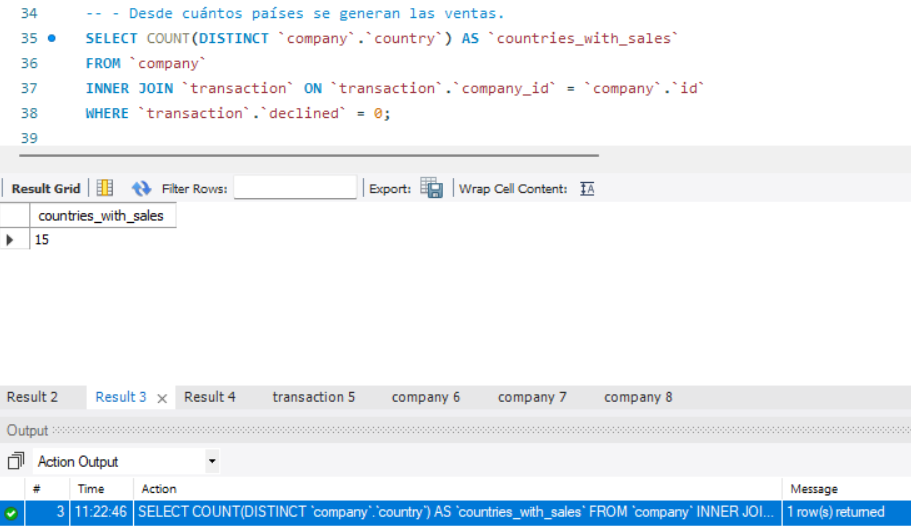 34 -- - Desde cuántos países se generan las ventas.
35 SELECT COUNT(DISTINCT `company`.`country`) AS `countries_with_sales`
36 FROM `company`
37 INNER JOIN `transaction` ON `transaction`.`company_id` = `company`.`id`
38 WHERE `transaction`.`declined` = 0;
39
Result Grid Filter Rows: Export: Wrap Cell Content: IA
countries_with_sales
15
Result 2 Result 3 × Result 4 transaction 5 company 6 company 7 company 8
Output
Action Output
# Time Action Message
3 11:22:46 SELECT COUNT(DISTINCT `company`.`country`) AS `countries_with_sales` FROM `company` INNER JOI... 1 row(s) returned